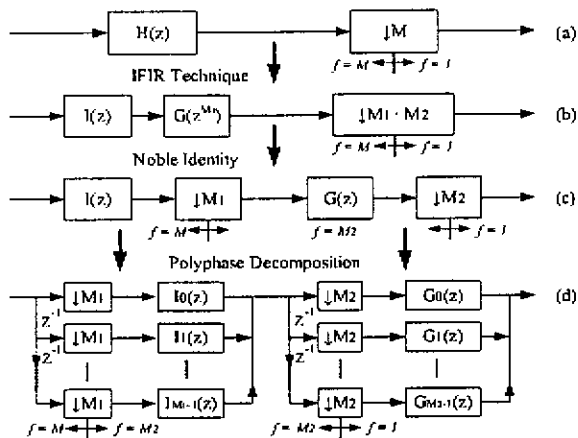 H(z) ↓M (a)
f = M f = 1
IFIR Technique
I(z) G(z^M1) ↓M1 · M2 (b)
f = M f = 1
Noble Identity
I(z) ↓M1 G(z) ↓M2 (c)
f = M f = M2 f = 1
Polyphase Decomposition
↓M1 I0(z) ↓M2 G0(z) (d)
Z^-1 Z^-1
↓M1 I1(z) ↓M2 G1(z)
Z^-1 Z^-1
↓M1 IM1-1(z) ↓M2 GM2-1(z)
f = M f = M2 f = M2 f = 1